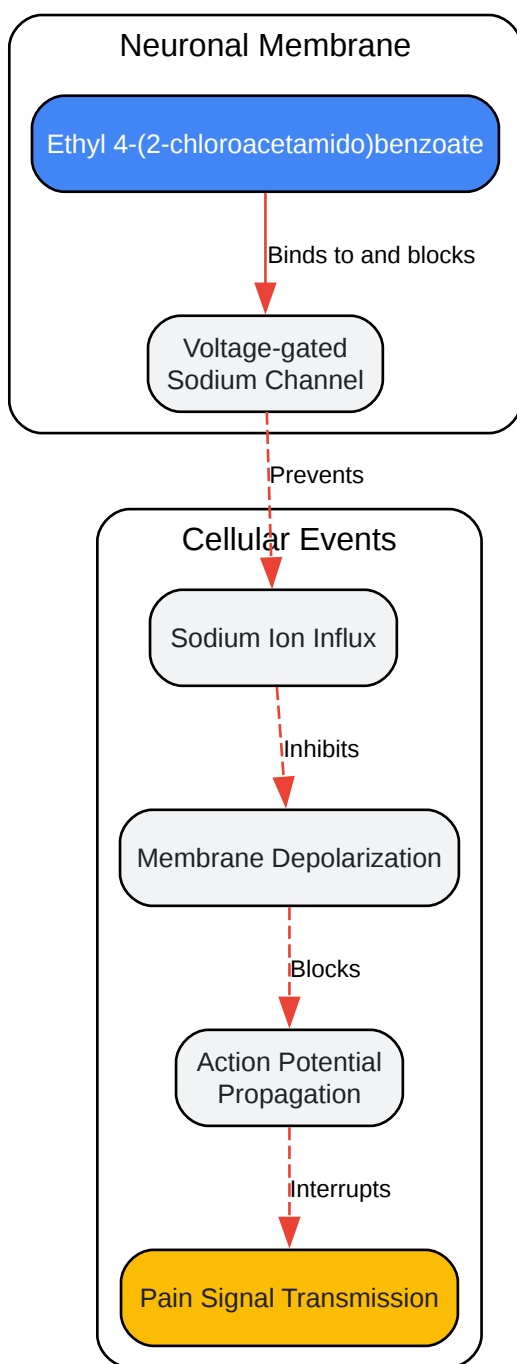 Neuronal Membrane
Ethyl 4-(2-chloroacetamido)benzoate
Binds to and blocks
Voltage-gated
Sodium Channel
Prevents
Cellular Events
Sodium Ion Influx
Inhibits
Membrane Depolarization
Blocks
Action Potential
Propagation
Interrupts
Pain Signal Transmission